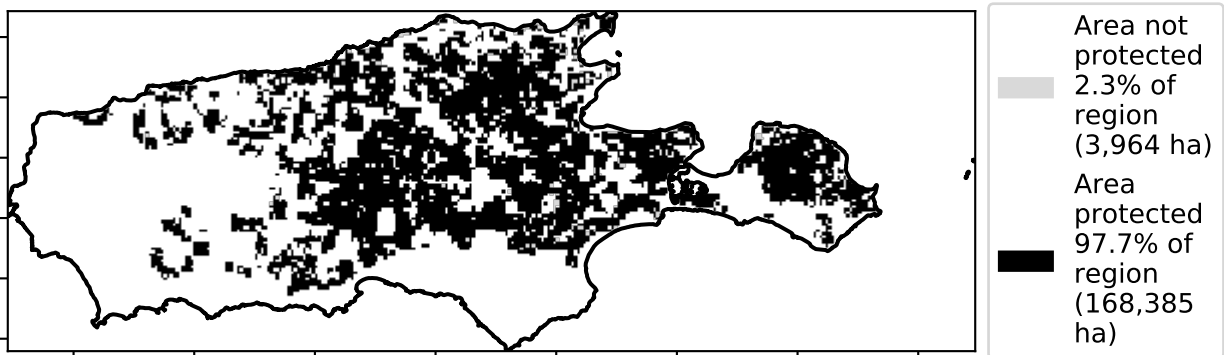 Area not
protected
2.3% of
region
(3,964 ha)
Area
protected
97.7% of
region
(168,385
ha)